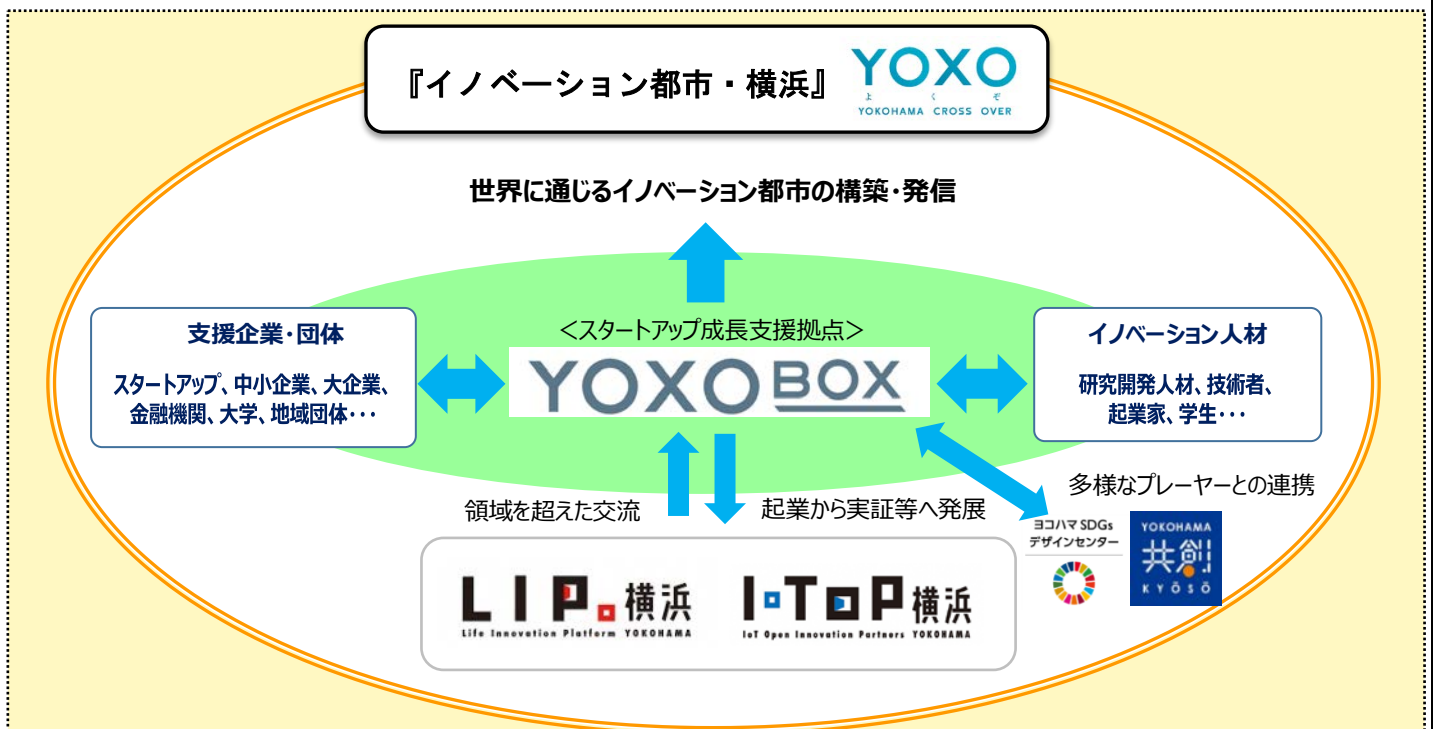 『イノベーション都市・横浜』
YOXO
よ く ぞ
YOKOHAMA CROSS OVER
世界に通じるイノベーション都市の構築・発信
支援企業・団体
スタートアップ、中小企業、大企業、
金融機関、大学、地域団体・・・
＜スタートアップ成長支援拠点＞
YOXO BOX
イノベーション人材
研究開発人材、技術者、
起業家、学生・・・
領域を超えた交流
起業から実証等へ発展
多様なプレーヤーとの連携
ヨコハマ SDGs
デザインセンター
YOKOHAMA
共創
KYŌSŌ
LIP.横浜
Life Innovation Platform YOKOHAMA
I・TOP横浜
IoT Open Innovation Partners YOKOHAMA